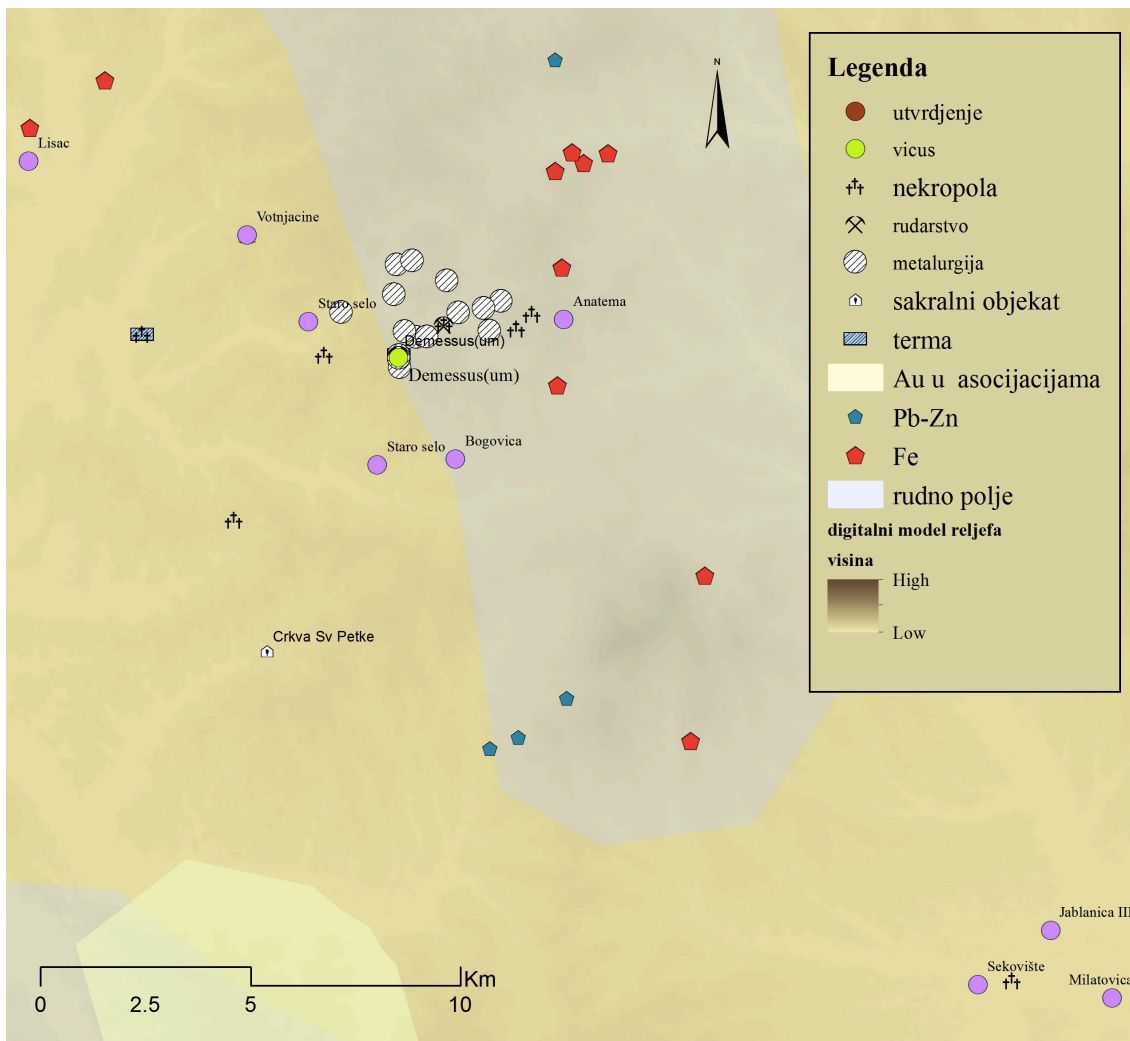 Lisac
Votnjacine
Staro selo
Anatema
Demessus(um)
Demessus(um)
Staro selo
Bogovica
Crkva Sv Petke
Jablanica III
Sekovište
Milatovica
0
2.5
5
10
Km
N
Legenda
utvrdjenje
vicus
nekropola
rudarstvo
metalurgija
sakralni objekat
terma
Au u asocijacijama
Pb-Zn
Fe
rudno polje
digitalni model reljefa
visina
High
Low